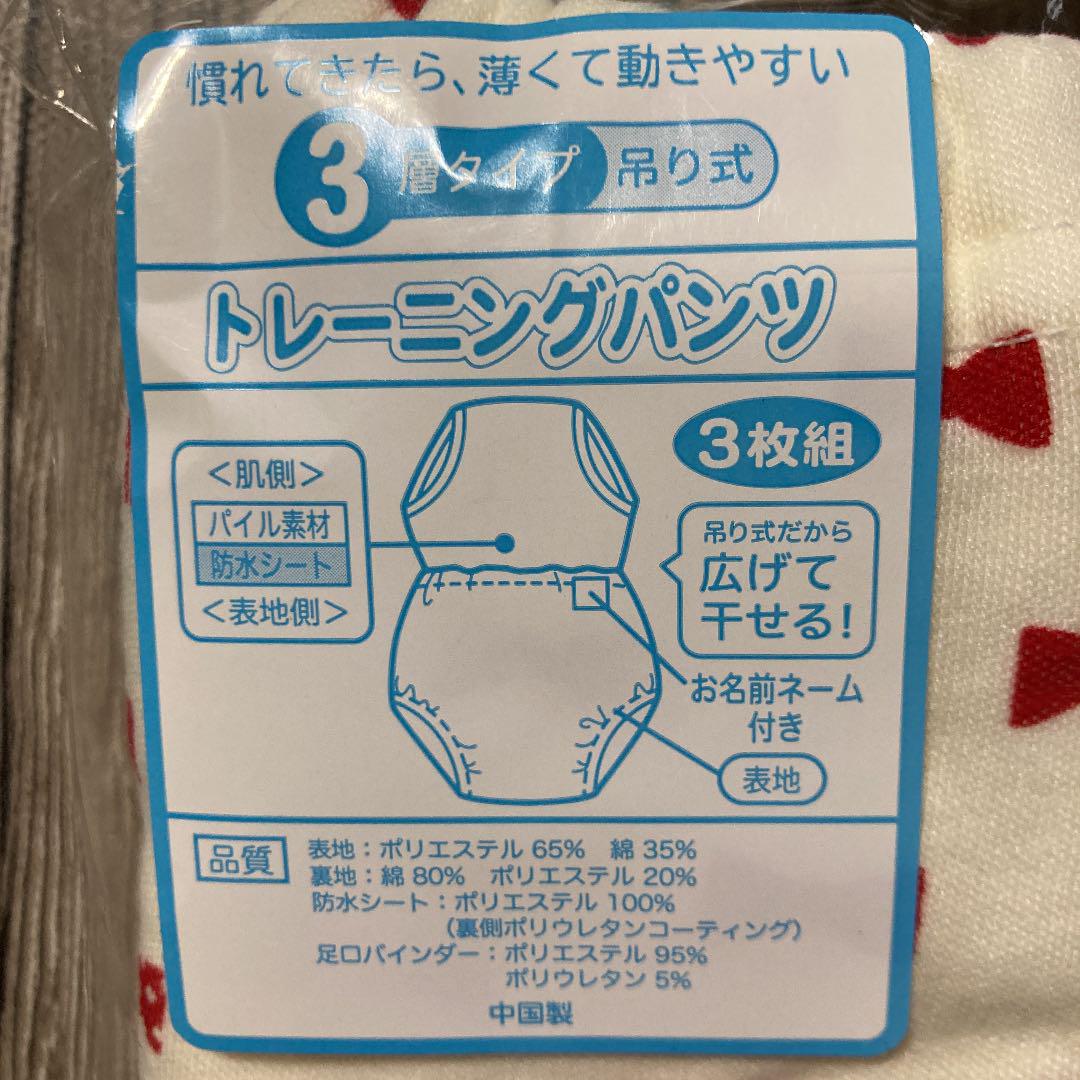 慣れてきたら、薄くて動きやすい
3層タイプ 吊り式
トレーニングパンツ
3枚組
<肌側>
パイル素材
防水シート
<表地側>
吊り式だから
広げて
干せる!
お名前ネーム
付き
表地
品質
表地:ポリエステル 65% 綿 35%
裏地:綿 80% ポリエステル 20%
防水シート:ポリエステル 100%
(裏側ポリウレタンコーティング)
足口バインダー:ポリエステル 95%
ポリウレタン 5%
中国製